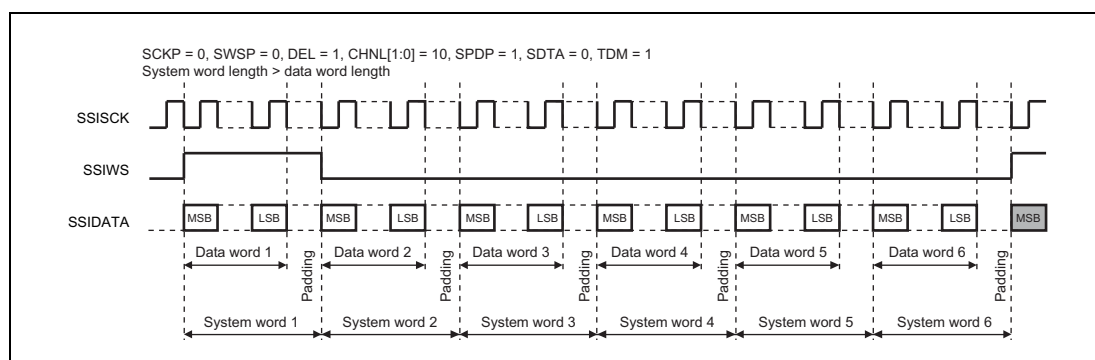 SCKP = 0, SWSP = 0, DEL = 1, CHNL[1:0] = 10, SPDP = 1, SDTA = 0, TDM = 1
System word length > data word length
SSISCK
SSIWS
SSIDATA
MSB LSB MSB LSB MSB LSB MSB LSB MSB LSB MSB LSB MSB
Data word 1 Data word 2 Data word 3 Data word 4 Data word 5 Data word 6
Padding Padding Padding Padding Padding
System word 1 System word 2 System word 3 System word 4 System word 5 System word 6